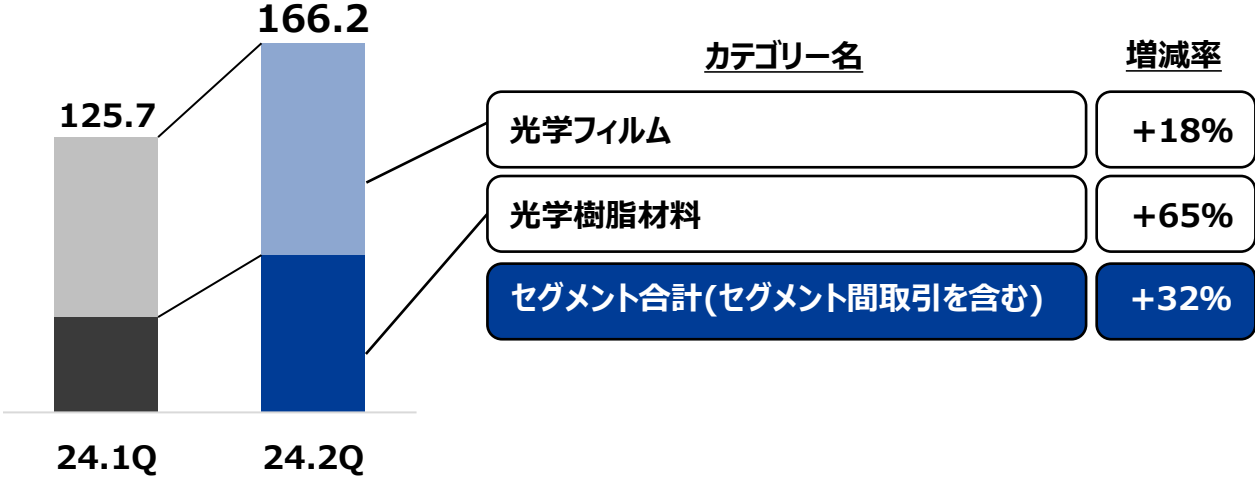 166.2
125.7
24.1Q
24.2Q
カテゴリー名
増減率
光学フィルム
+18%
光学樹脂材料
+65%
セグメント合計(セグメント間取引を含む)
+32%